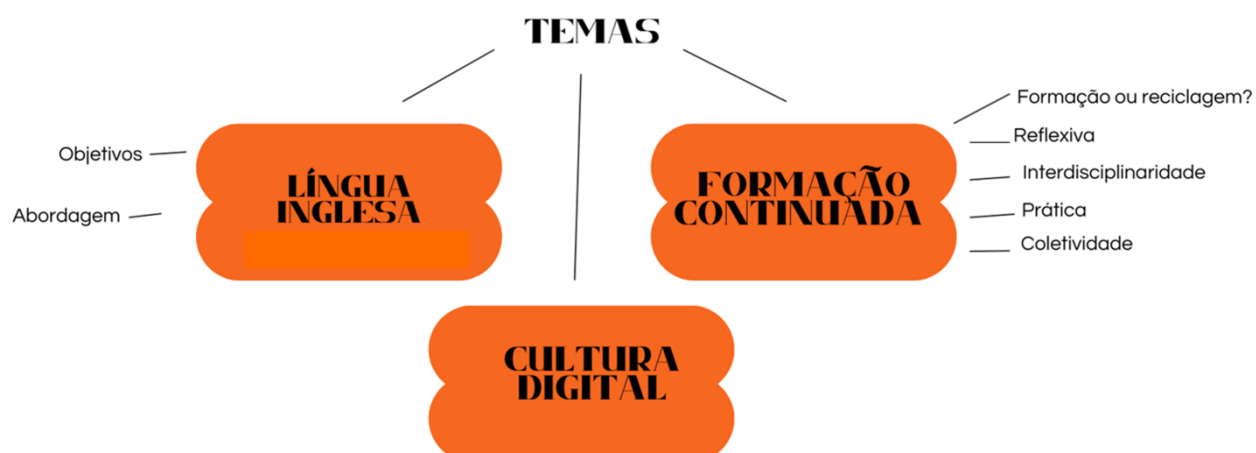 TEMAS
Objetivos
Abordagem
LÍNGUA
INGLESA
FORMAÇÃO
CONTINUADA
Formação ou reciclagem?
Reflexiva
Interdisciplinaridade
Prática
Coletividade
CULTURA
DIGITAL